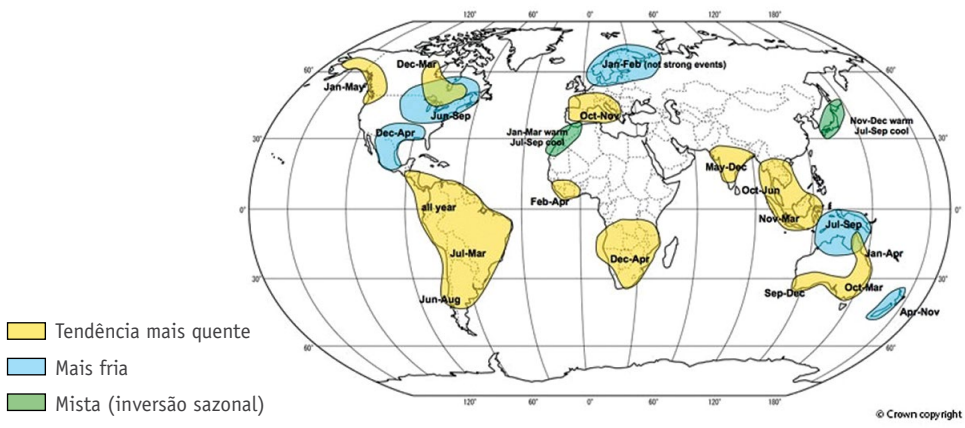 120° 60° 0° 60° 120° 180°
60°
60°
Jan-Feb (not strong events)
Dec-Mar
Jan-May
Jun-Sep
Oct-Nov
Nov-Dec warm
Jul-Sep cool
Dec-Apr
Jan-Mar warm
Jul-Sep cool
30°
30°
May-Dec
Oct-Jun
Feb-Apr
all year
Nov-Mar
0°
0°
Jul-Sep
Jul-Mar
Dec-Apr
Jan-Apr
30°
30°
Sep-Dec
Oct-Mar
Jun-Aug
Apr-Nov
Tendência mais quente
Mais fria
Mista (inversão sazonal)
60°
60°
120° 60° 0° 60° 120° 180°
© Crown copyright